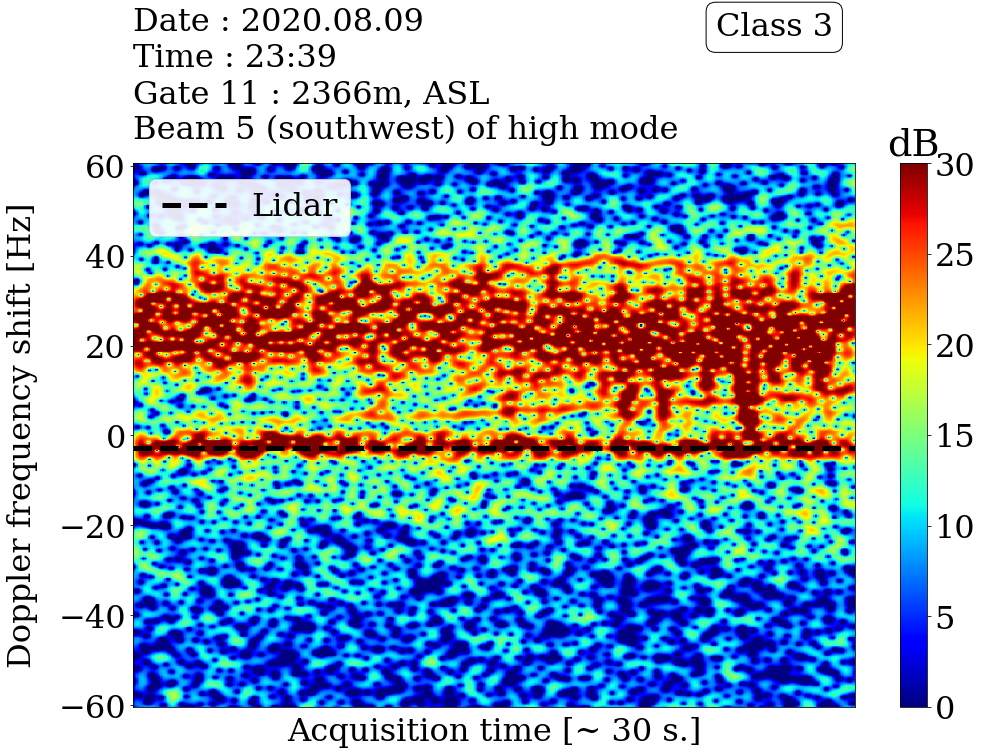 Date : 2020.08.09
Time : 23:39
Gate 11 : 2366m, ASL
Beam 5 (southwest) of high mode
Class 3
dB
Doppler frequency shift [Hz]
60
40
20
0
−20
−40
−60
Lidar
30
25
20
15
10
5
0
Acquisition time [~ 30 s.]